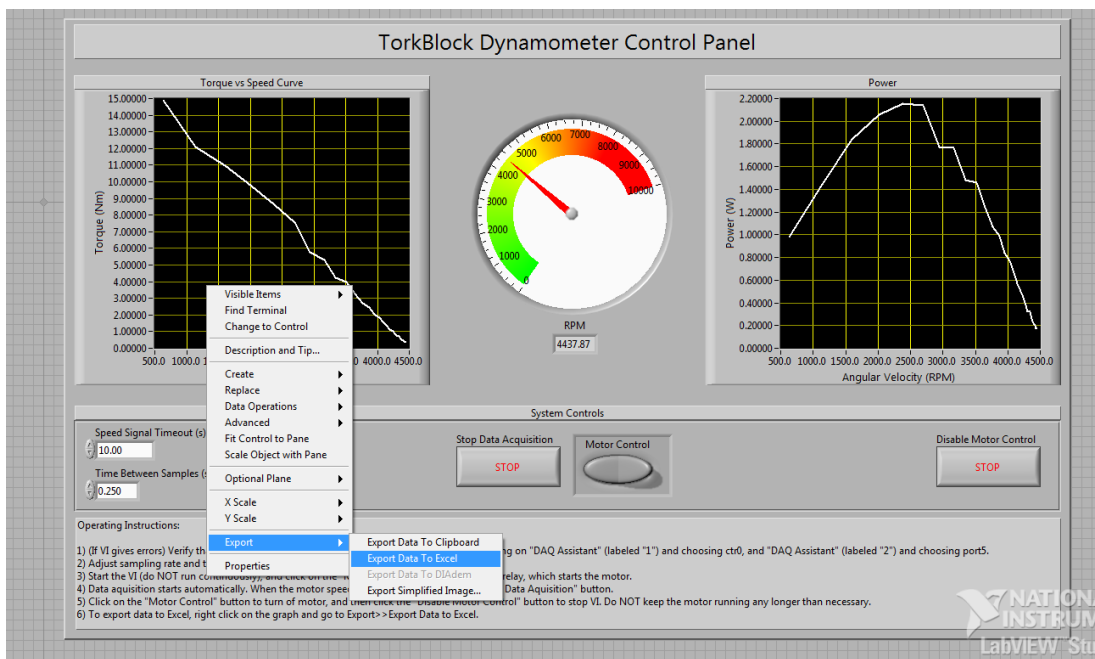 TorkBlock Dynamometer Control Panel
Torque vs Speed Curve
15.00000
14.00000
13.00000
12.00000
11.00000
10.00000
9.00000
8.00000
7.00000
6.00000
5.00000
4.00000
3.00000
2.00000
1.00000
0.00000
Torque (Nm)
500.0 1000.0 1 0 4000.0 4500.0
0
1000
2000
3000
4000
5000
6000
7000
8000
9000
10000
RPM
4437.87
Power
2.20000
2.00000
1.80000
1.60000
1.40000
1.20000
1.00000
0.80000
0.60000
0.40000
0.20000
0.00000
Power (W)
500.0 1000.0 1500.0 2000.0 2500.0 3000.0 3500.0 4000.0 4500.0
Angular Velocity (RPM)
Visible Items
Find Terminal
Change to Control
Description and Tip...
Create
Replace
Data Operations
Advanced
Fit Control to Pane
Scale Object with Pane
Optional Plane
X Scale
Y Scale
Export
Properties
Export Data To Clipboard
Export Data To Excel
Export Data To DIAdem
Export Simplified Image...
System Controls
Speed Signal Timeout (s)
10.00
Time Between Samples (s
0.250
Stop Data Acquisition
STOP
Motor Control
Disable Motor Control
STOP
Operating Instructions:
1) (If VI gives errors) Verify th ng on "DAQ Assistant" (labeled "1") and choosing ctr0, and "DAQ Assistant" (labeled "2") and choosing port5.
2) Adjust sampling rate and t
3) Start the VI (do NOT run continuously), and click on the relay, which starts the motor.
4) Data aquisition starts automatically. When the motor spee Data Aquisition" button.
5) Click on the "Motor Control" button to turn of motor, and then click the "Disable Motor Control" button to stop VI. Do NOT keep the motor running any longer than necessary.
6) To export data to Excel, right click on the graph and go to Export>>Export Data to Excel.
NATIONA
INSTRUM
LabVIEW Stu